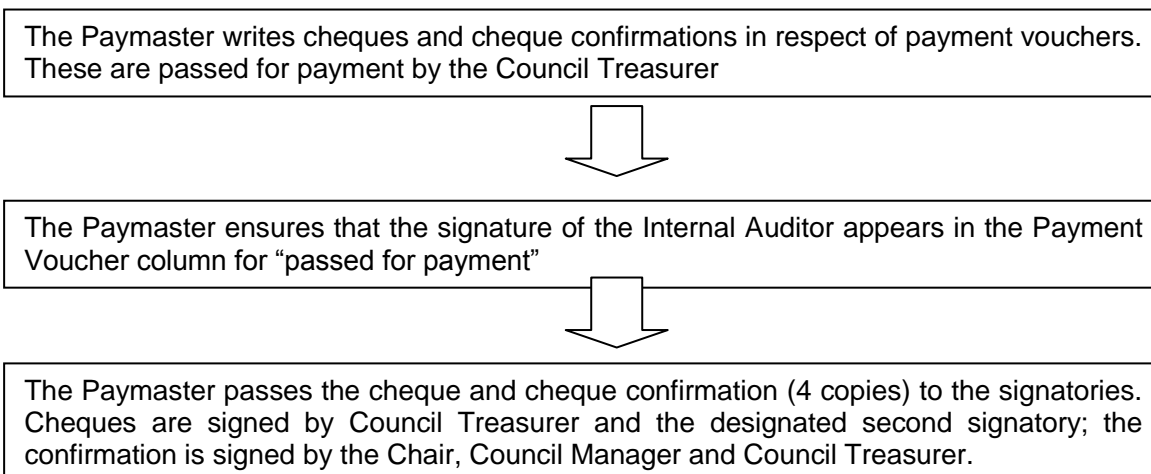 The Paymaster writes cheques and cheque confirmations in respect of payment vouchers.
These are passed for payment by the Council Treasurer
The Paymaster ensures that the signature of the Internal Auditor appears in the Payment
Voucher column for “passed for payment”
The Paymaster passes the cheque and cheque confirmation (4 copies) to the signatories.
Cheques are signed by Council Treasurer and the designated second signatory; the
confirmation is signed by the Chair, Council Manager and Council Treasurer.